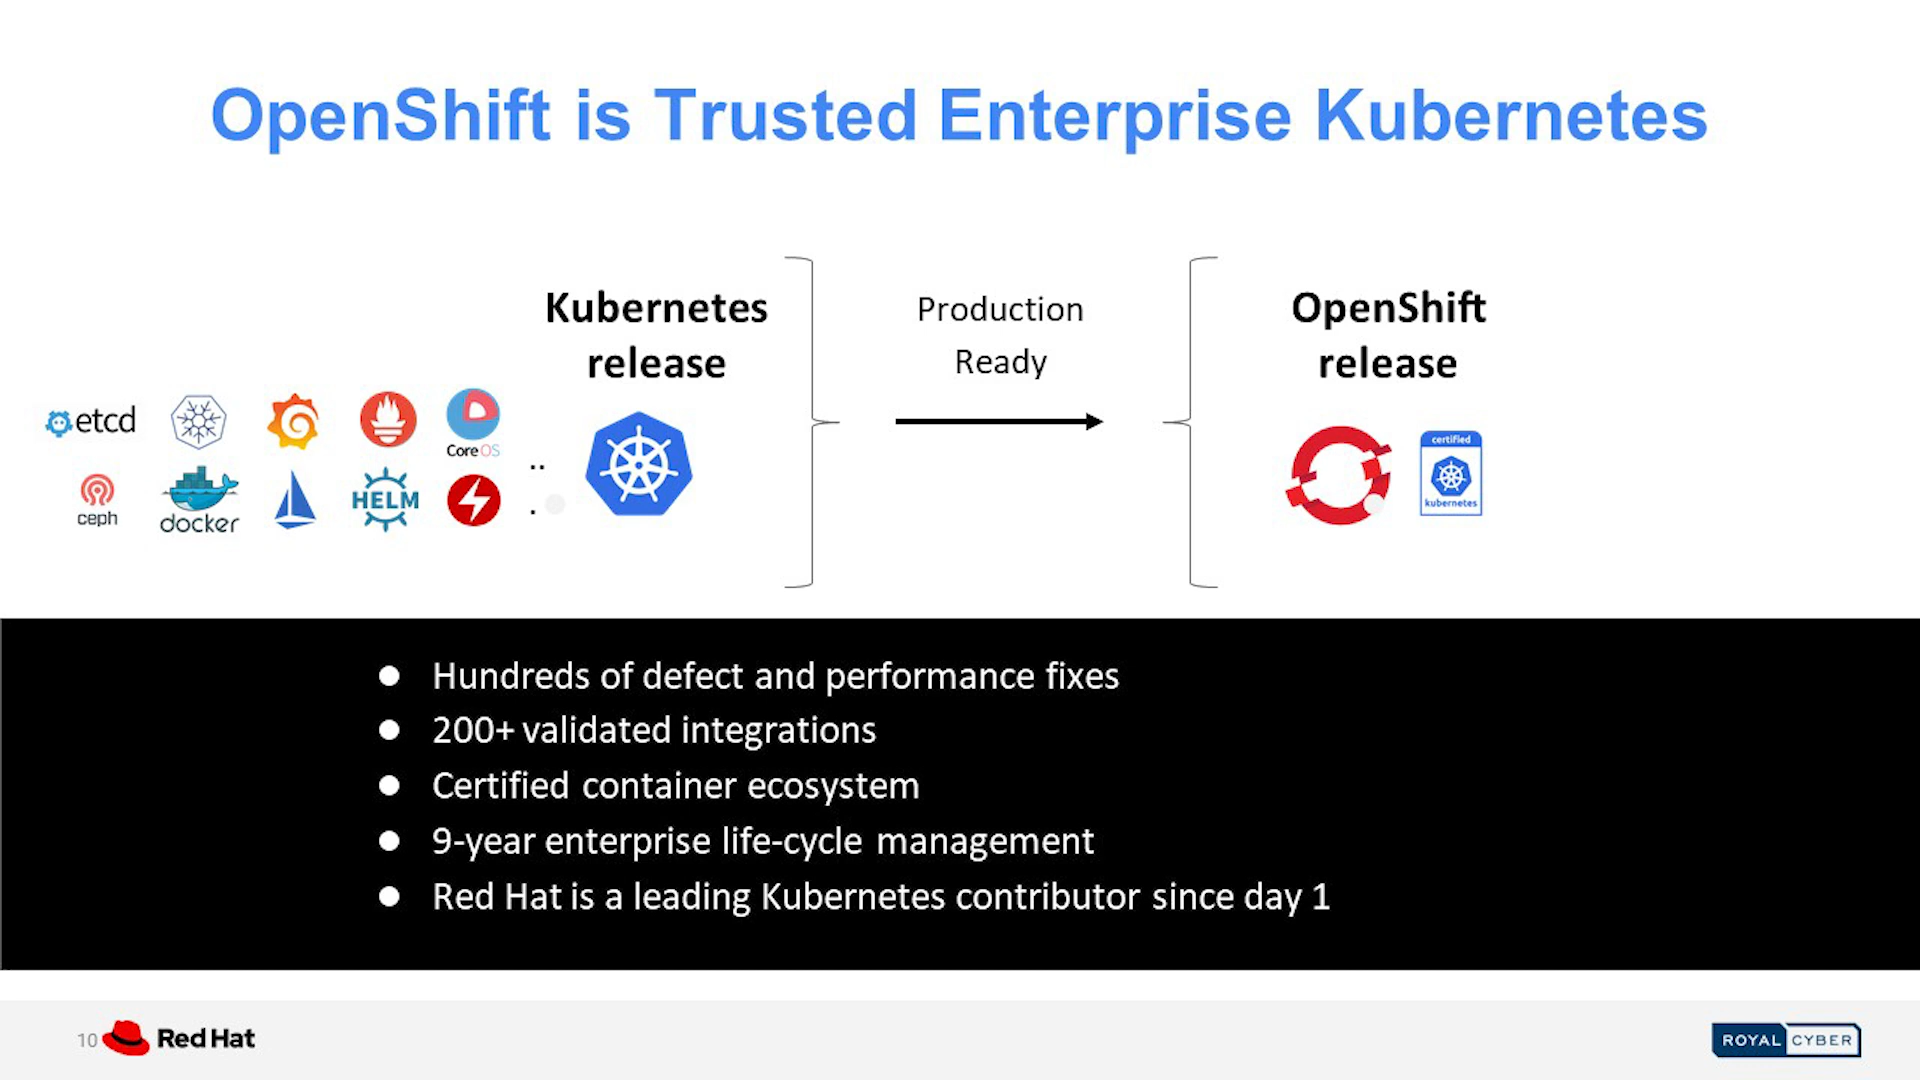 OpenShift is Trusted Enterprise Kubernetes
Kubernetes
release
Production
Ready
OpenShift
release
etcd
CoreOS
ceph
docker
HELM
..
.
certified
kubernetes
● Hundreds of defect and performance fixes
● 200+ validated integrations
● Certified container ecosystem
● 9-year enterprise life-cycle management
● Red Hat is a leading Kubernetes contributor since day 1
10
Red Hat
ROYAL CYBER